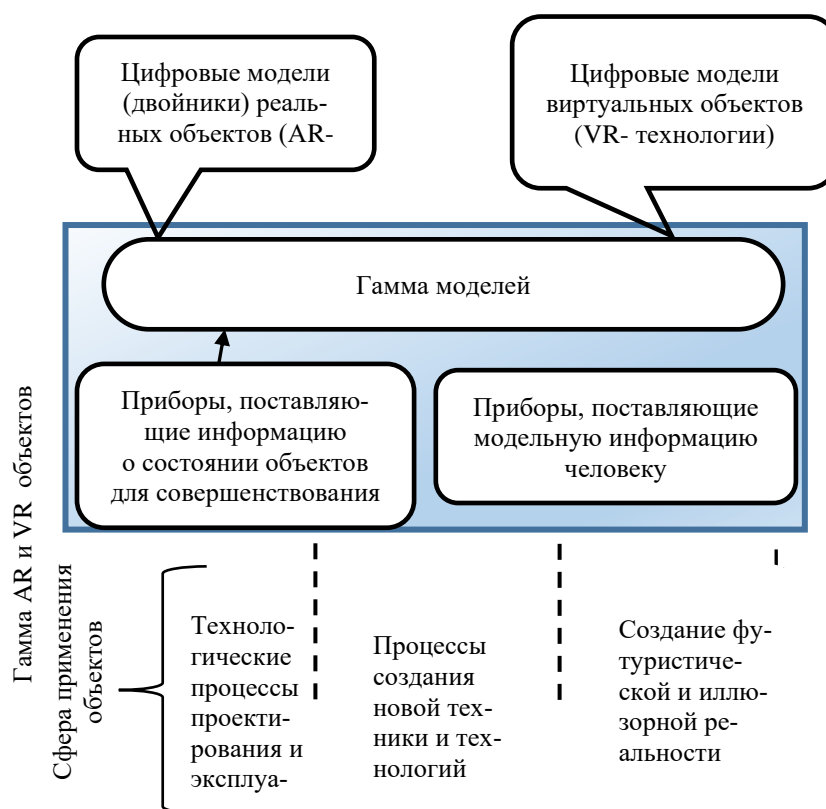 Цифровые модели
(двойники) реаль-
ных объектов (AR-
Цифровые модели
виртуальных объектов
(VR- технологии)
Гамма моделей
Приборы, поставляю-
щие информацию
о состоянии объектов
для совершенствования
Приборы, поставляющие
модельную информацию
человеку
Гамма AR и VR объектов
Сфера применения
объектов
Техноло-
гические
процессы
проекти-
рования и
эксплуа-
Процессы
создания
новой тех-
ники и тех-
нологий
Создание фу-
туристиче-
ской и иллю-
зорной ре-
альности